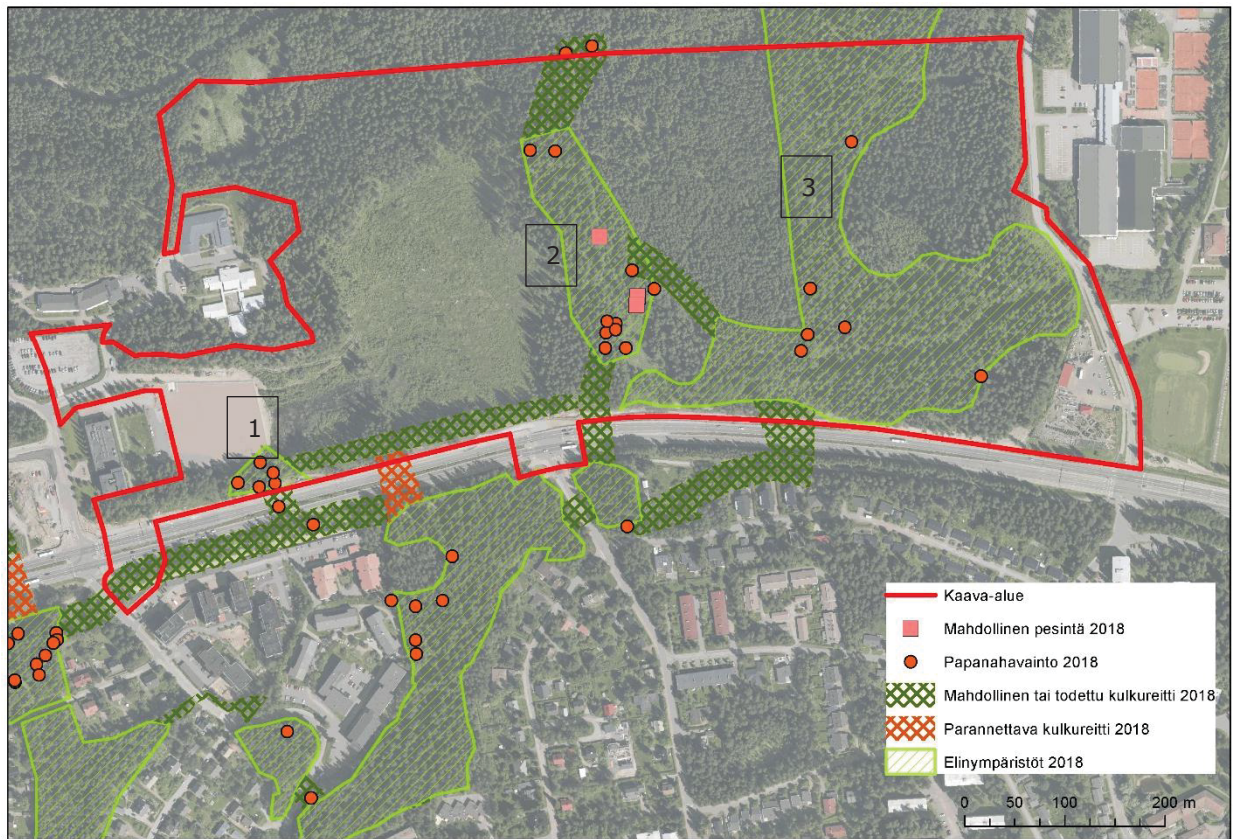 3
2
1
Kaava-alue
Mahdollinen pesintä 2018
Papanahavainto 2018
Mahdollinen tai todettu kulkureitti 2018
Parannettava kulkureitti 2018
Elinympäristöt 2018
0 50 100 200 m